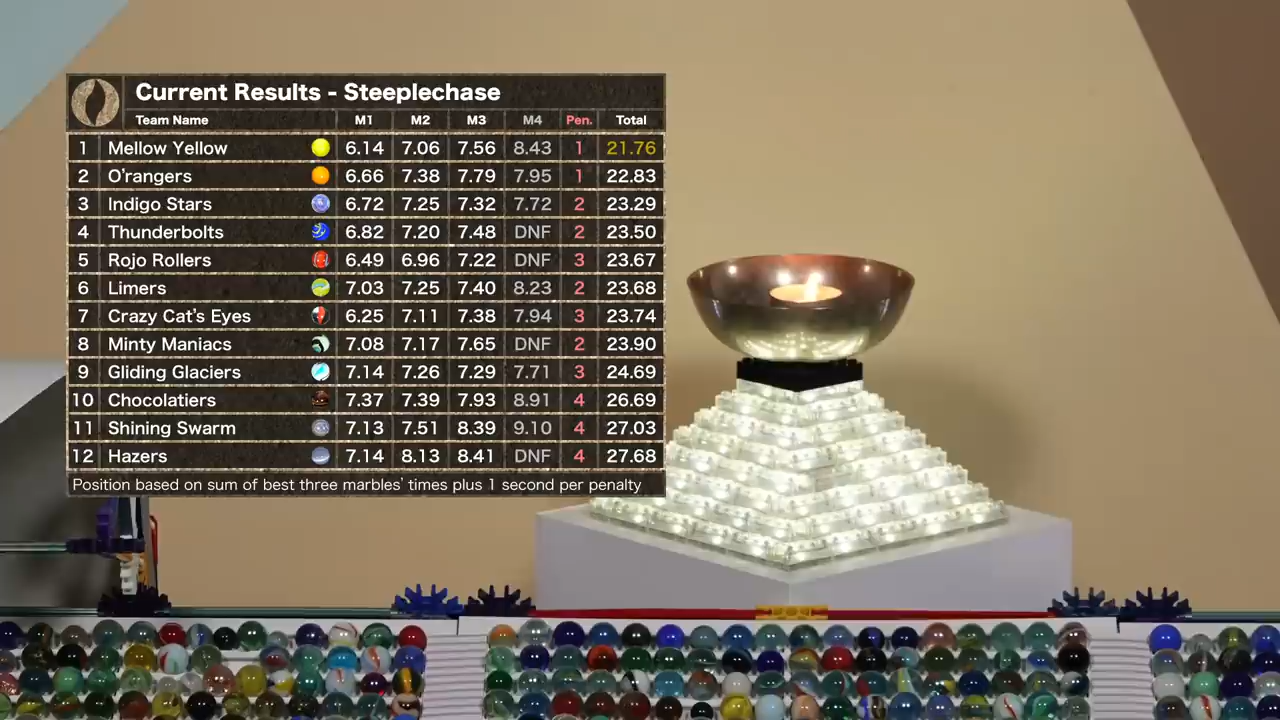 Current Results - Steeplechase
Team Name M1 M2 M3 M4 Pen. Total
1 Mellow Yellow 6.14 7.06 7.56 8.43 1 21.76
2 O'rangers 6.66 7.38 7.79 7.95 1 22.83
3 Indigo Stars 6.72 7.25 7.32 7.72 2 23.29
4 Thunderbolts 6.82 7.20 7.48 DNF 2 23.50
5 Rojo Rollers 6.49 6.96 7.22 DNF 3 23.67
6 Limers 7.03 7.25 7.40 8.23 2 23.68
7 Crazy Cat's Eyes 6.25 7.11 7.38 7.94 3 23.74
8 Minty Maniacs 7.08 7.17 7.65 DNF 2 23.90
9 Gliding Glaciers 7.14 7.26 7.29 7.71 3 24.69
10 Chocolatiers 7.37 7.39 7.93 8.91 4 26.69
11 Shining Swarm 7.13 7.51 8.39 9.10 4 27.03
12 Hazers 7.14 8.13 8.41 DNF 4 27.68
Position based on sum of best three marbles' times plus 1 second per penalty